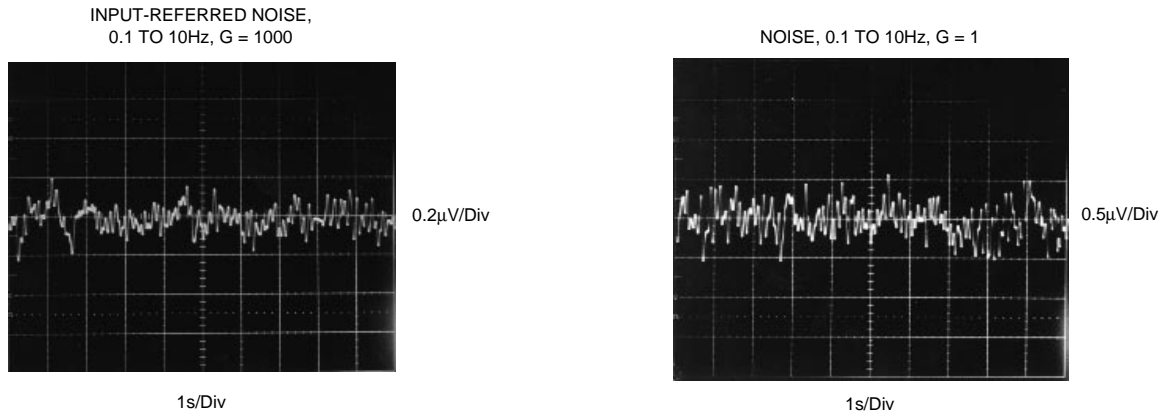 INPUT-REFERRED NOISE,
0.1 TO 10Hz, G = 1000
0.2µV/Div
1s/Div
NOISE, 0.1 TO 10Hz, G = 1
0.5µV/Div
1s/Div